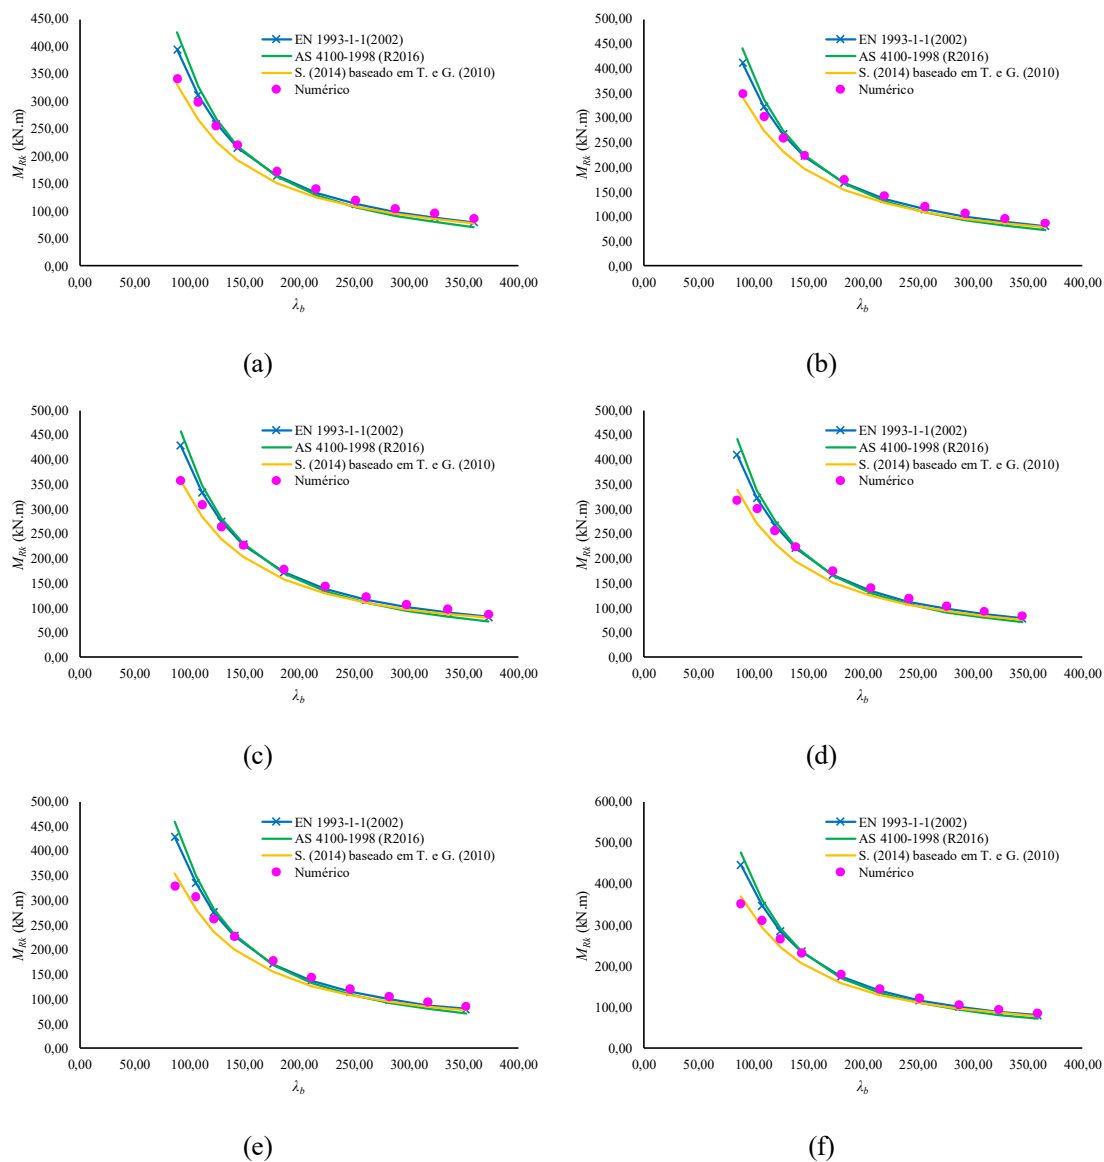 450,00
400,00
350,00
300,00
250,00
200,00
150,00
100,00
50,00
0,00
M_Rk (kN.m)
EN 1993-1-1(2002)
AS 4100-1998 (R2016)
S. (2014) baseado em T. e G. (2010)
Numérico
0,00 50,00 100,00 150,00 200,00 250,00 300,00 350,00 400,00
λ_b
(a)
500,00
450,00
400,00
350,00
300,00
250,00
200,00
150,00
100,00
50,00
0,00
M_Rk (kN.m)
EN 1993-1-1(2002)
AS 4100-1998 (R2016)
S. (2014) baseado em T. e G. (2010)
Numérico
0,00 50,00 100,00 150,00 200,00 250,00 300,00 350,00 400,00
λ_b
(b)
500,00
450,00
400,00
350,00
300,00
250,00
200,00
150,00
100,00
50,00
0,00
M_Rk (kN.m)
EN 1993-1-1(2002)
AS 4100-1998 (R2016)
S. (2014) baseado em T. e G. (2010)
Numérico
0,00 50,00 100,00 150,00 200,00 250,00 300,00 350,00 400,00
λ_b
(c)
500,00
450,00
400,00
350,00
300,00
250,00
200,00
150,00
100,00
50,00
0,00
M_Rk (kN.m)
EN 1993-1-1(2002)
AS 4100-1998 (R2016)
S. (2014) baseado em T. e G. (2010)
Numérico
0,00 50,00 100,00 150,00 200,00 250,00 300,00 350,00 400,00
λ_b
(d)
500,00
450,00
400,00
350,00
300,00
250,00
200,00
150,00
100,00
50,00
0,00
M_Rk (kN.m)
EN 1993-1-1(2002)
AS 4100-1998 (R2016)
S. (2014) baseado em T. e G. (2010)
Numérico
0,00 50,00 100,00 150,00 200,00 250,00 300,00 350,00 400,00
λ_b
(e)
600,00
500,00
400,00
300,00
200,00
100,00
0,00
M_Rk (kN.m)
EN 1993-1-1(2002)
AS 4100-1998 (R2016)
S. (2014) baseado em T. e G. (2010)
Numérico
0,00 50,00 100,00 150,00 200,00 250,00 300,00 350,00 400,00
λ_b
(f)